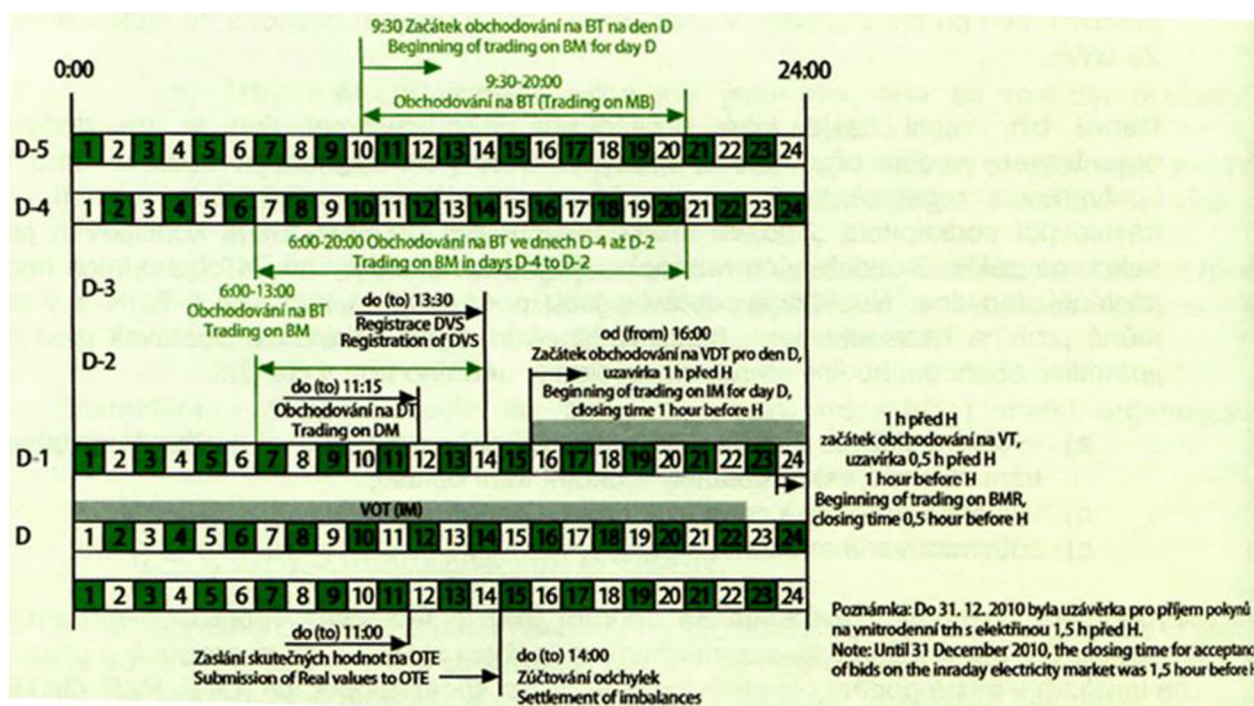 9:30 Začátek obchodování na BT na den D
Beginning of trading on BM for day D
0:00
24:00
9:30-20:00
Obchodování na BT (Trading on MB)
D-5
1 2 3 4 5 6 7 8 9 10 11 12 13 14 15 16 17 18 19 20 21 22 23 24
D-4
1 2 3 4 5 6 7 8 9 10 11 12 13 14 15 16 17 18 19 20 21 22 23 24
6:00-20:00 Obchodování na BT ve dnech D-4 až D-2
Trading on BM in days D-4 to D-2
D-3
6:00-13:00
Obchodování na BT
Trading on BM
do (to) 13:30
Registrace DVS
Registration of DVS
od (from) 16:00
Začátek obchodování na VDT pro den D,
uzavírka 1 h před H
Beginning of trading on IM for day D,
closing time 1 hour before H
D-2
do (to) 11:15
Obchodování na DT
Trading on DM
1 h před H
začátek obchodování na VT,
uzavírka 0,5 h před H
1 hour before H
Beginning of trading on BMR,
closing time 0,5 hour before H
D-1
1 2 3 4 5 6 7 8 9 10 11 12 13 14 15 16 17 18 19 20 21 22 23 24
VOT (IM)
D
1 2 3 4 5 6 7 8 9 10 11 12 13 14 15 16 17 18 19 20 21 22 23 24
1 2 3 4 5 6 7 8 9 10 11 12 13 14 15 16 17 18 19 20 21 22 23 24
do (to) 11:00
Zaslání skutečných hodnot na OTE
Submission of Real values to OTE
do (to) 14:00
Zúčtování odchylek
Settlement of imbalances
Poznámka: Do 31. 12. 2010 byla uzávěrka pro příjem pokynů
na vnitrodenní trh s elektřinou 1,5 h před H.
Note: Until 31 December 2010, the closing time for acceptance
of bids on the inraday electricity market was 1,5 hour before H